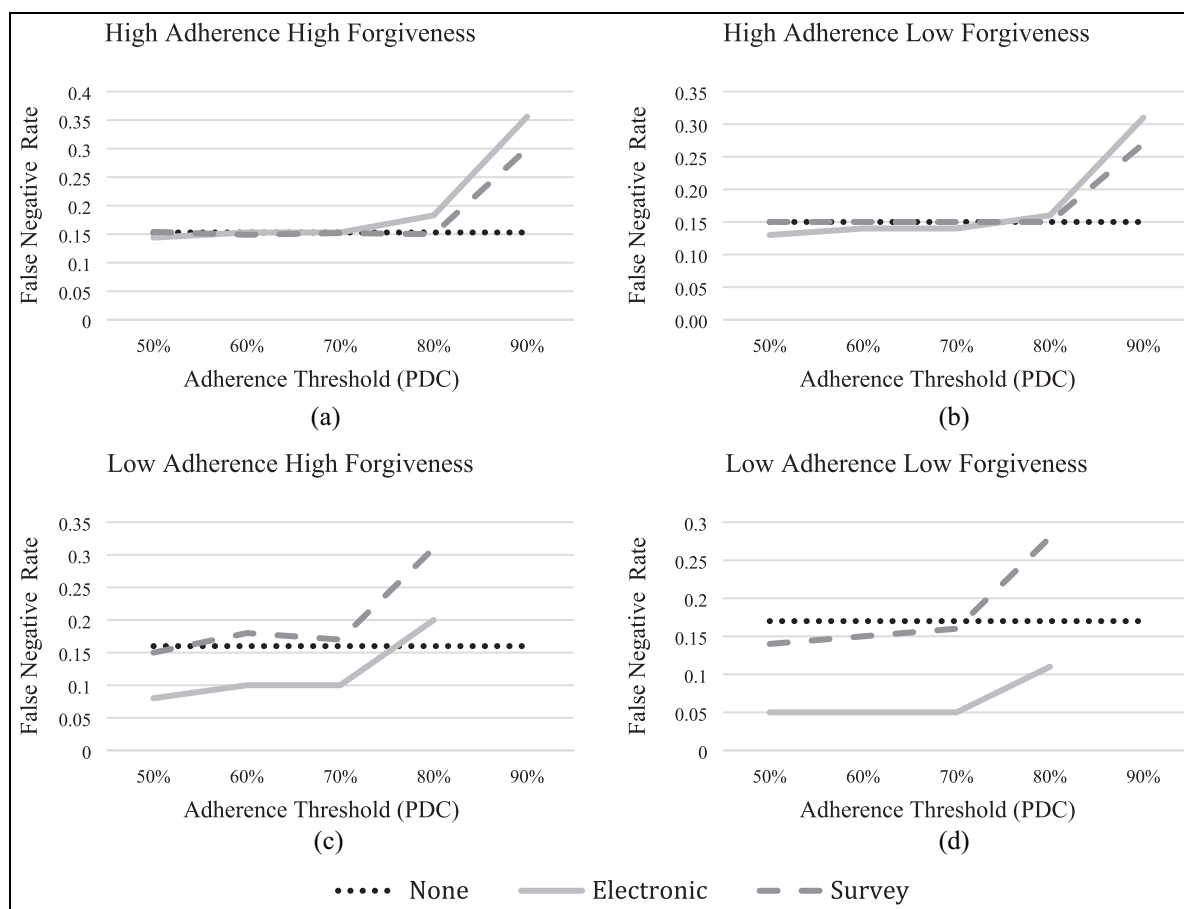 High Adherence High Forgiveness
False Negative Rate
0.4
0.35
0.3
0.25
0.2
0.15
0.1
0.05
0
50% 60% 70% 80% 90%
Adherence Threshold (PDC)
(a)
High Adherence Low Forgiveness
False Negative Rate
0.35
0.30
0.25
0.20
0.15
0.10
0.05
0.00
50% 60% 70% 80% 90%
Adherence Threshold (PDC)
(b)
Low Adherence High Forgiveness
False Negative Rate
0.35
0.3
0.25
0.2
0.15
0.1
0.05
0
50% 60% 70% 80% 90%
Adherence Threshold (PDC)
(c)
Low Adherence Low Forgiveness
False Negative Rate
0.3
0.25
0.2
0.15
0.1
0.05
0
50% 60% 70% 80% 90%
Adherence Threshold (PDC)
(d)
None Electronic Survey